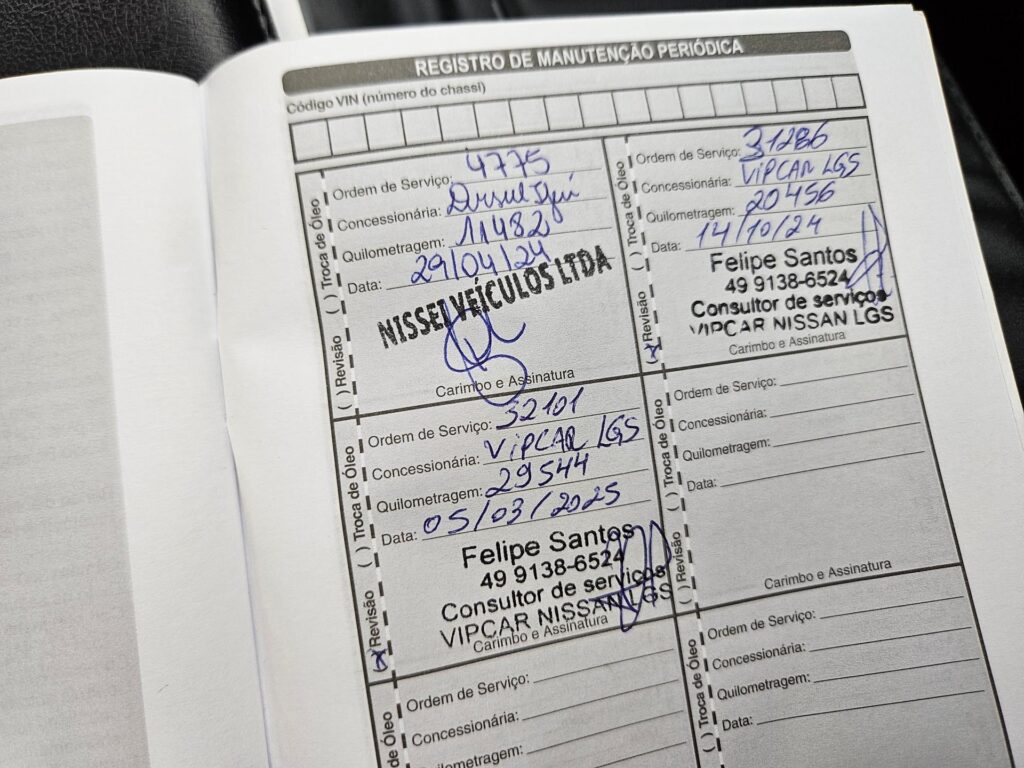 REGISTRO DE MANUTENÇÃO PERIÓDICA
Código VIN (número do chassi)
( ) Revisão ( ) Troca de Óleo
Ordem de Serviço: 4775
Concessionária:
Quilometragem: 11482
Data: 29/04/24
NISSEI VEÍCULOS LTDA
Carimbo e Assinatura
(x) Revisão ( ) Troca de Óleo
Ordem de Serviço: 31286
Concessionária: VIPCAR LGS
Quilometragem: 20456
Data: 14/10/24
Felipe Santos
49 9138-6524
Consultor de serviços
VIPCAR NISSAN LGS
Carimbo e Assinatura
(x) Revisão ( ) Troca de Óleo
Ordem de Serviço: 32101
Concessionária: VIPCAR LGS
Quilometragem: 29544
Data: 05/03/2025
Felipe Santos
49 9138-6524
Consultor de serviços
VIPCAR NISSAN LGS
Carimbo e Assinatura
( ) Revisão ( ) Troca de Óleo
Ordem de Serviço:
Concessionária:
Quilometragem:
Data:
Carimbo e Assinatura
de Óleo
Ordem de Serviço:
Concessionária:
Quilometragem:
( ) Troca de Óleo
Ordem de Serviço:
Concessionária:
Quilometragem:
Data: